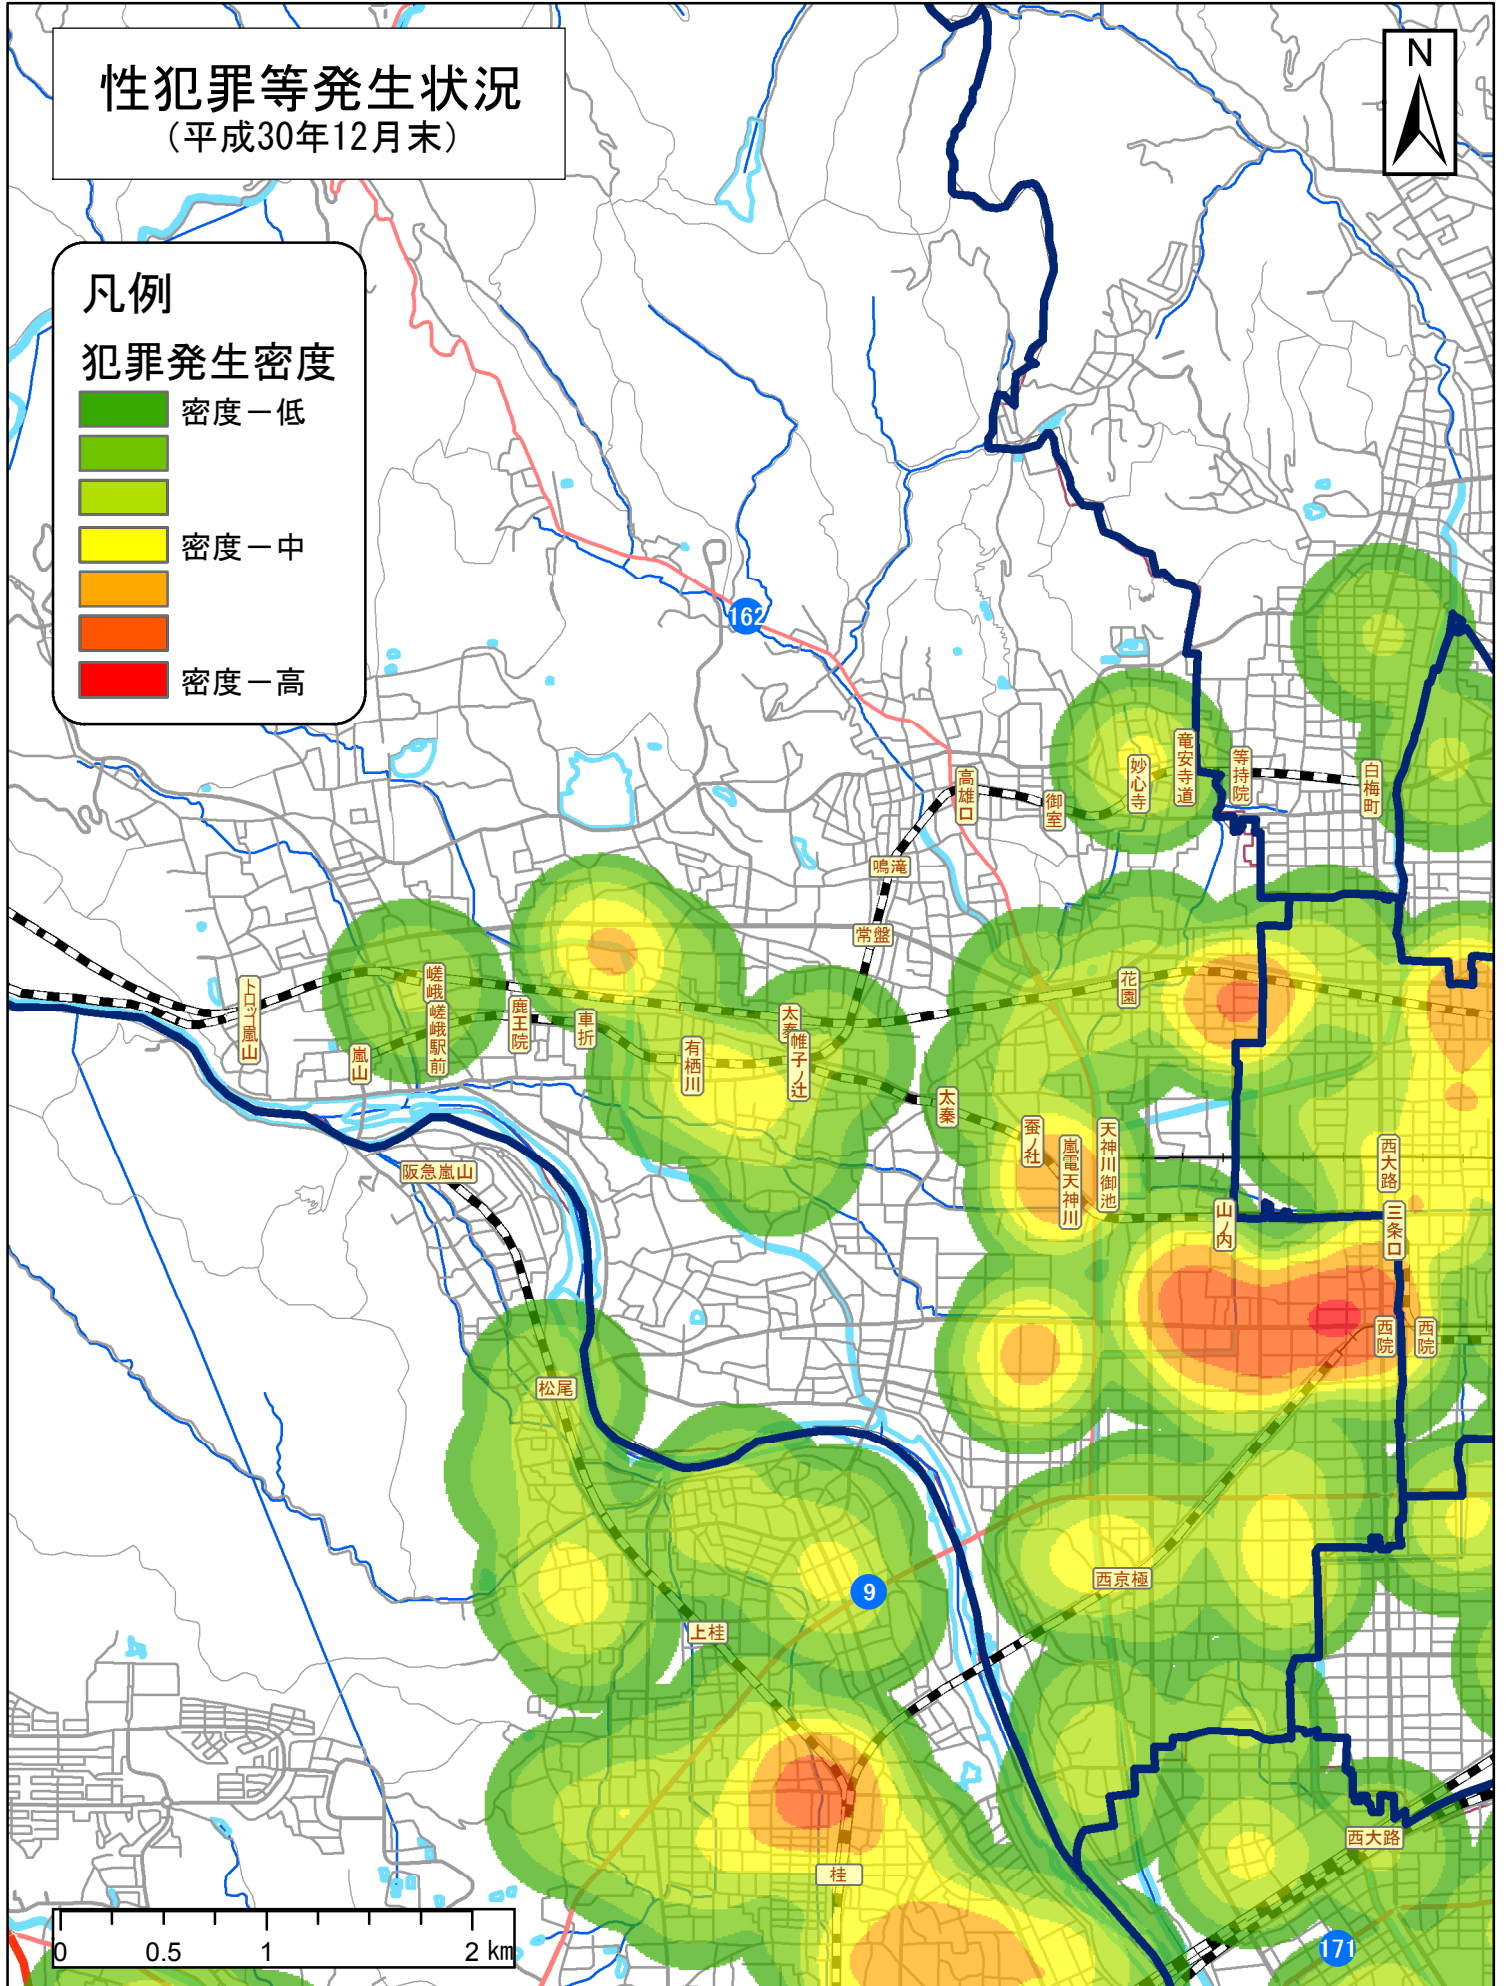 性犯罪等発生状況
(平成30年12月末)
N
凡例
犯罪発生密度
密度－低
密度－中
密度－高
162
竜安寺道
等持院
妙心寺
白梅町
高雄口
御室
鳴滝
常盤
嵯峨
花園
トロッコ嵐山
嵯峨駅前
鹿王院
車折
太秦
帷子ノ辻
嵐山
有栖川
太秦
蚕ノ社
嵐電天神川
天神川御池
西大路
阪急嵐山
山ノ内
三条口
西院
西院
松尾
西京極
9
上桂
西大路
桂
171
0 0.5 1 2 km